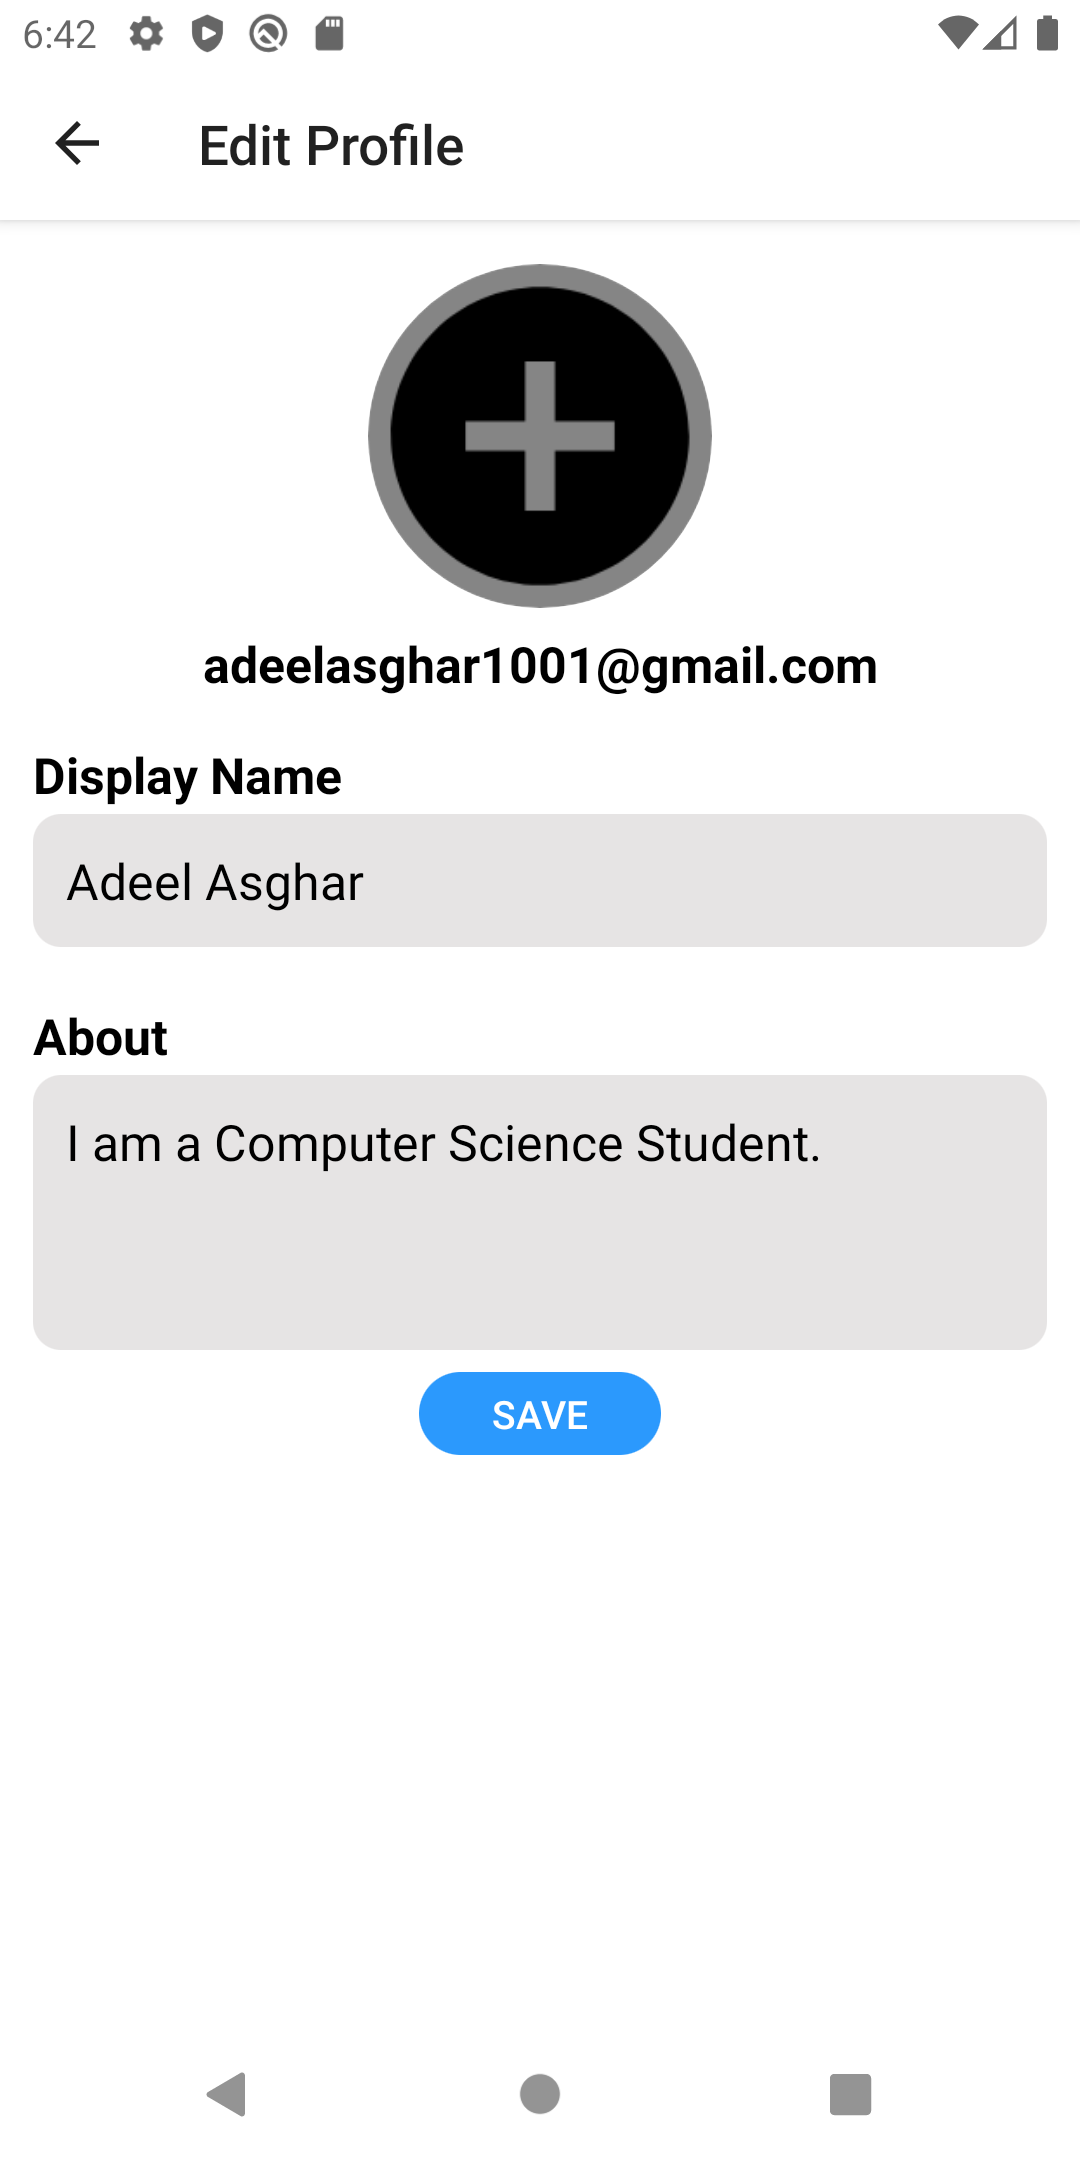 6:42
Edit Profile
adeelasghar1001@gmail.com
Display Name
Adeel Asghar
About
I am a Computer Science Student.
SAVE